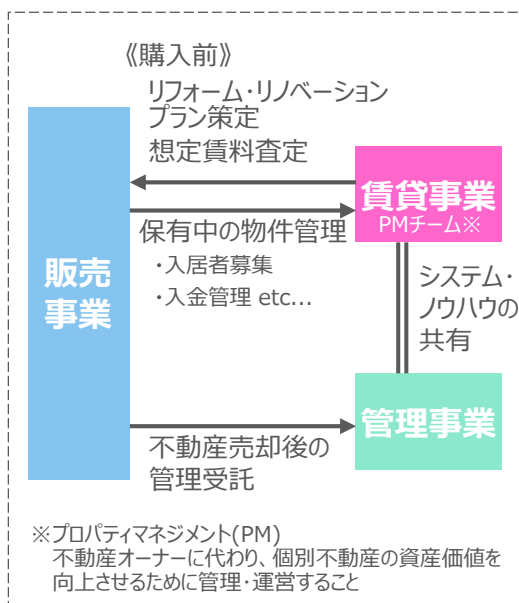 《購入前》
リフォーム・リノベーション
プラン策定
想定賃料査定
賃貸事業
PMチーム※
保有中の物件管理
・入居者募集
・入金管理 etc...
販売
事業
システム・
ノウハウの
共有
管理事業
不動産売却後の
管理受託
※プロパティマネジメント(PM)
不動産オーナーに代わり、個別不動産の資産価値を
向上させるために管理・運営すること